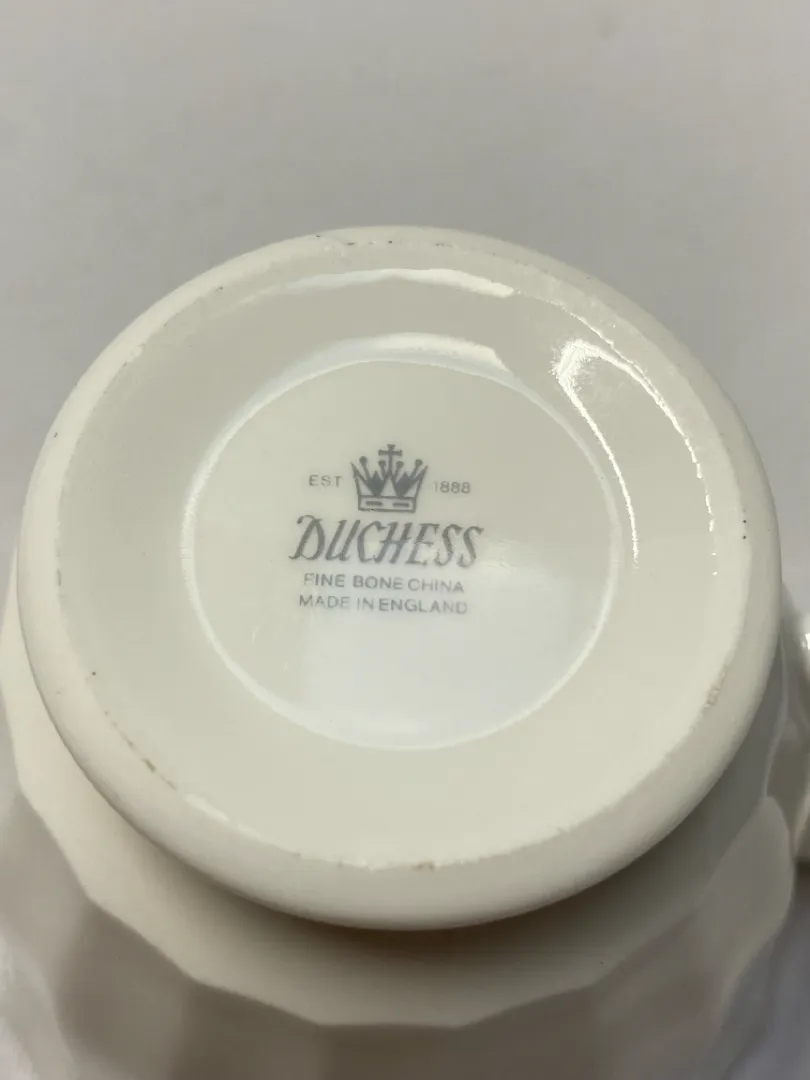 EST 1888
DUCHESS
FINE BONE CHINA
MADE IN ENGLAND